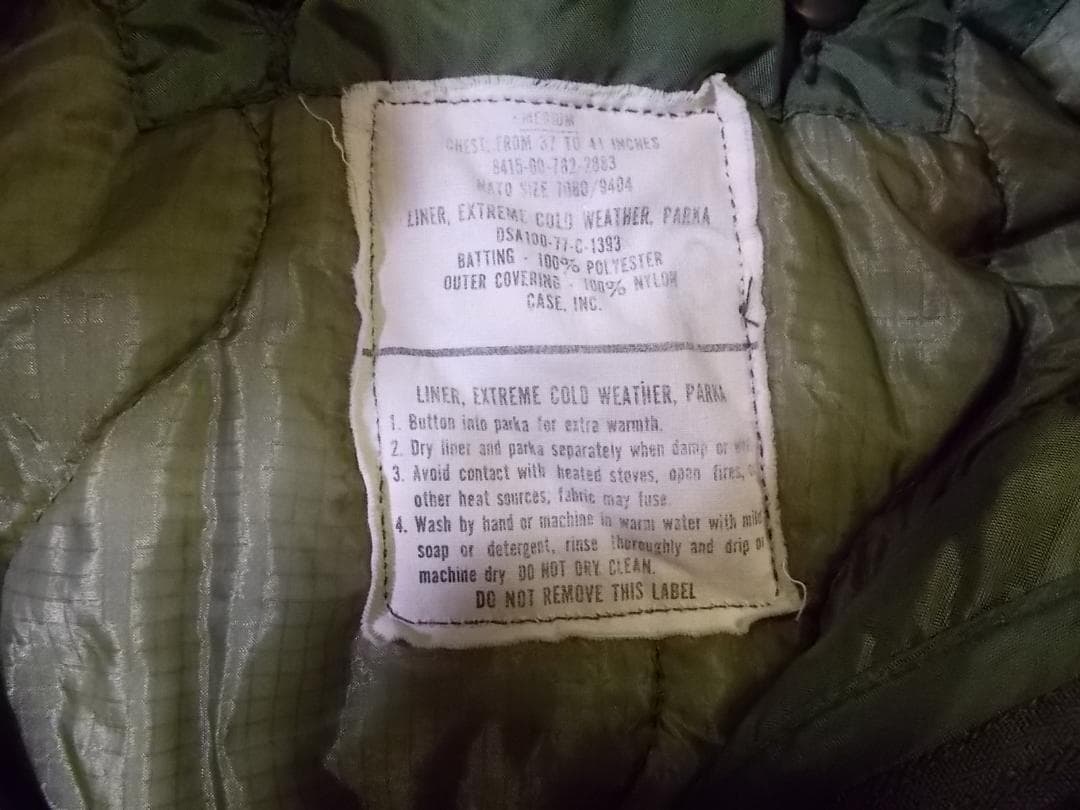 MEDIUM
CHEST, FROM 37 TO 41 INCHES
8415-00-782-2883
NATO SIZE 7080/9404
LINER, EXTREME COLD WEATHER, PARKA
DSA100-77-C-1393
BATTING - 100% POLYESTER
OUTER COVERING - 100% NYLON
CASE, INC.
LINER, EXTREME COLD WEATHER, PARKA
1. Button into parka for extra warmth.
2. Dry liner and parka separately when damp or
3. Avoid contact with heated stoves, open fires,
other heat sources; fabric may fuse.
4. Wash by hand or machine in warm water with mild
soap or detergent, rinse thoroughly and drip or
machine dry DO NOT DRY CLEAN.
DO NOT REMOVE THIS LABEL